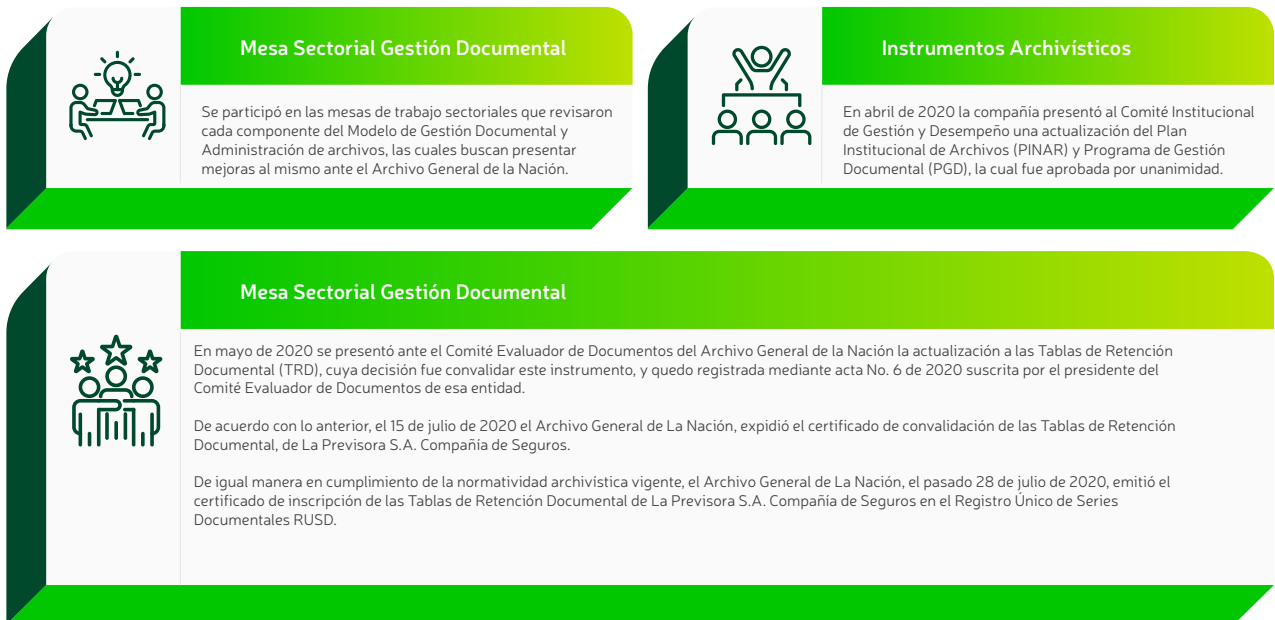 Mesa Sectorial Gestión Documental
Se participó en las mesas de trabajo sectoriales que revisaron
cada componente del Modelo de Gestión Documental y
Administración de archivos, las cuales buscan presentar
mejoras al mismo ante el Archivo General de la Nación.
Instrumentos Archivísticos
En abril de 2020 la compañia presentó al Comité Institucional
de Gestión y Desempeño una actualización del Plan
Institucional de Archivos (PINAR) y Programa de Gestión
Documental (PGD), la cual fue aprobada por unanimidad.
Mesa Sectorial Gestión Documental
En mayo de 2020 se presentó ante el Comité Evaluador de Documentos del Archivo General de la Nación la actualización a las Tablas de Retención
Documental (TRD), cuya decisión fue convalidar este instrumento, y quedo registrada mediante acta No. 6 de 2020 suscrita por el presidente del
Comité Evaluador de Documentos de esa entidad.
De acuerdo con lo anterior, el 15 de julio de 2020 el Archivo General de La Nación, expidió el certificado de convalidación de las Tablas de Retención
Documental, de La Previsora S.A. Compañía de Seguros.
De igual manera en cumplimiento de la normatividad archivística vigente, el Archivo General de La Nación, el pasado 28 de julio de 2020, emitió el
certificado de inscripción de las Tablas de Retención Documental de La Previsora S.A. Compañía de Seguros en el Registro Único de Series
Documentales RUSD.